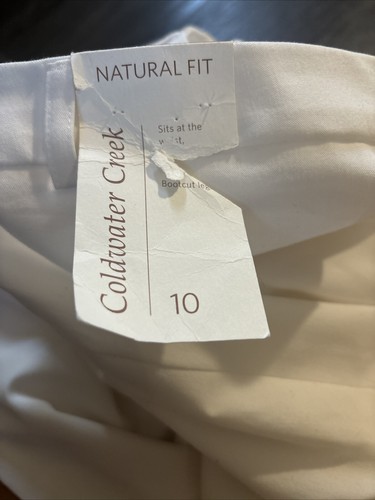 NATURAL FIT
Sits at the
Bootcut
Coldwater Creek
10